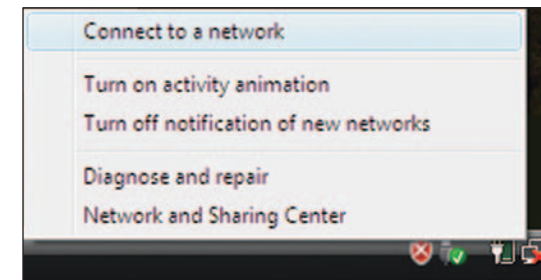 Connect to a network
Turn on activity animation
Turn off notification of new networks
Diagnose and repair
Network and Sharing Center